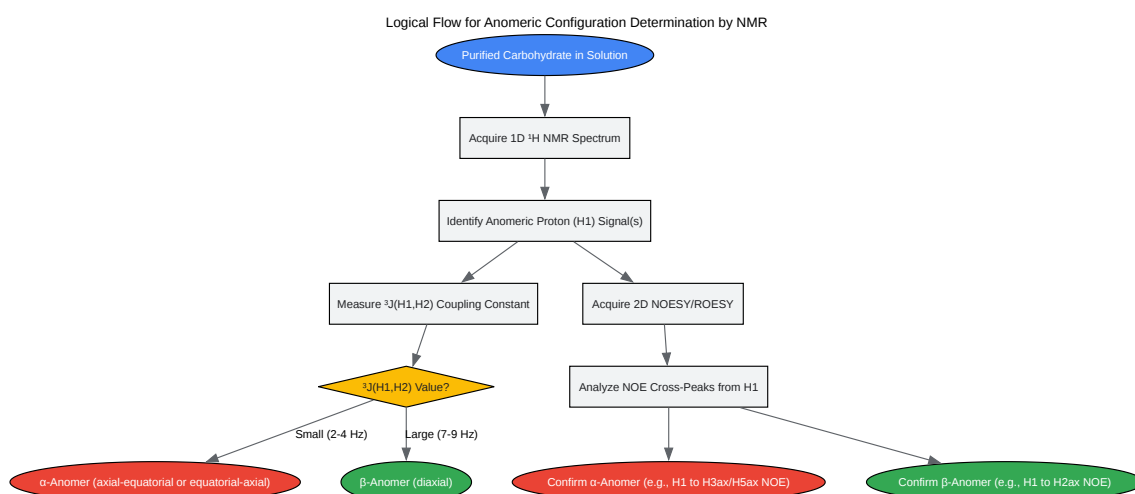 Logical Flow for Anomeric Configuration Determination by NMR
Purified Carbohydrate in Solution
Acquire 1D ¹H NMR Spectrum
Identify Anomeric Proton (H1) Signal(s)
Measure ³J(H1,H2) Coupling Constant
Acquire 2D NOESY/ROESY
³J(H1,H2) Value?
Analyze NOE Cross-Peaks from H1
Small (2-4 Hz)
Large (7-9 Hz)
α-Anomer (axial-equatorial or equatorial-axial)
β-Anomer (diaxial)
Confirm α-Anomer (e.g., H1 to H3ax/H5ax NOE)
Confirm β-Anomer (e.g., H1 to H2ax NOE)